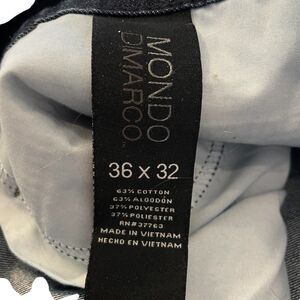 MONDO
DIMARCO™
36 x 32
63% COTTON
63% ALGODÓN
37% POLYESTER
37% POLIESTER
RN#37763
MADE IN VIETNAM
HECHO EN VIETNAM